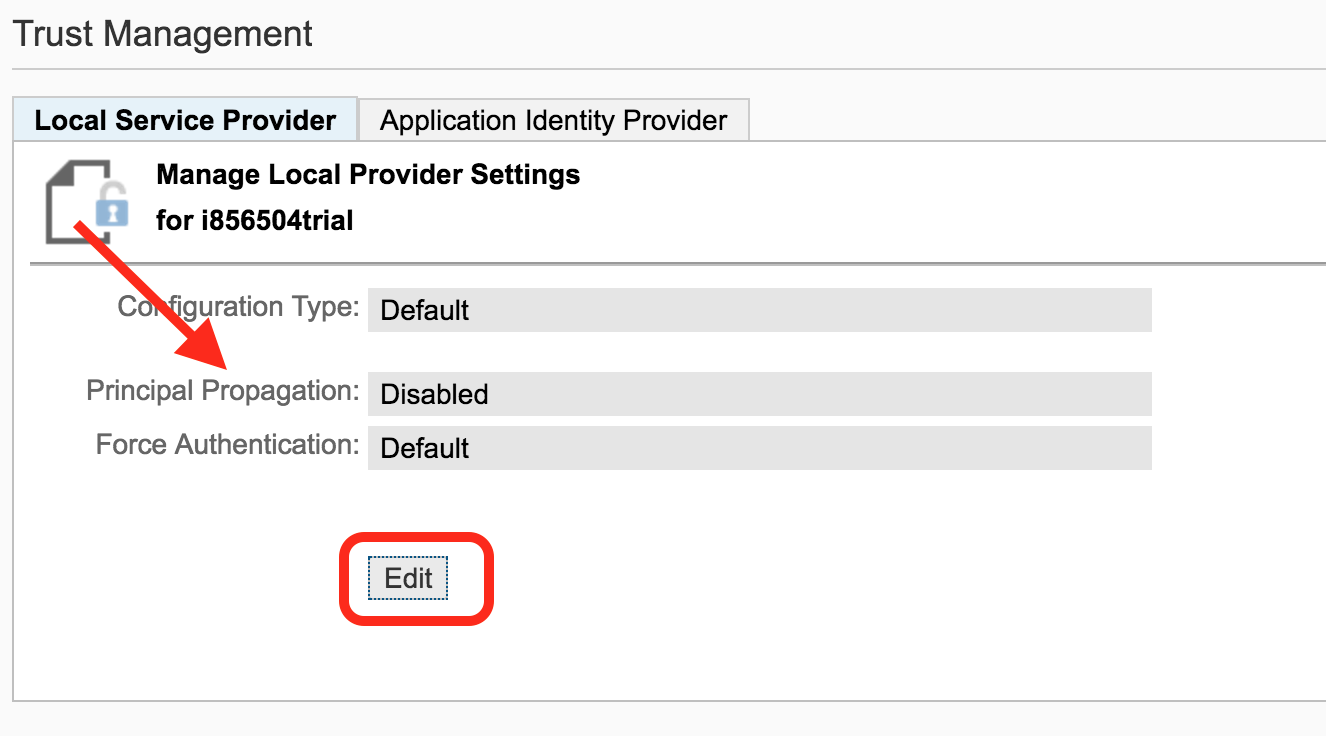 Trust Management
Local Service Provider Application Identity Provider
Manage Local Provider Settings
for i856504trial
Configuration Type: Default
Principal Propagation: Disabled
Force Authentication: Default
Edit